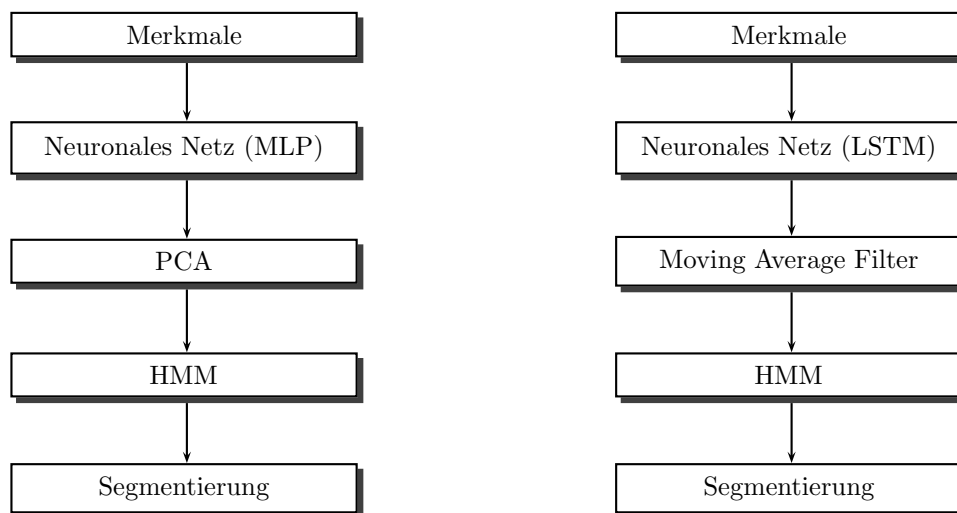 Merkmale
Neuronales Netz (MLP)
PCA
HMM
Segmentierung
Merkmale
Neuronales Netz (LSTM)
Moving Average Filter
HMM
Segmentierung